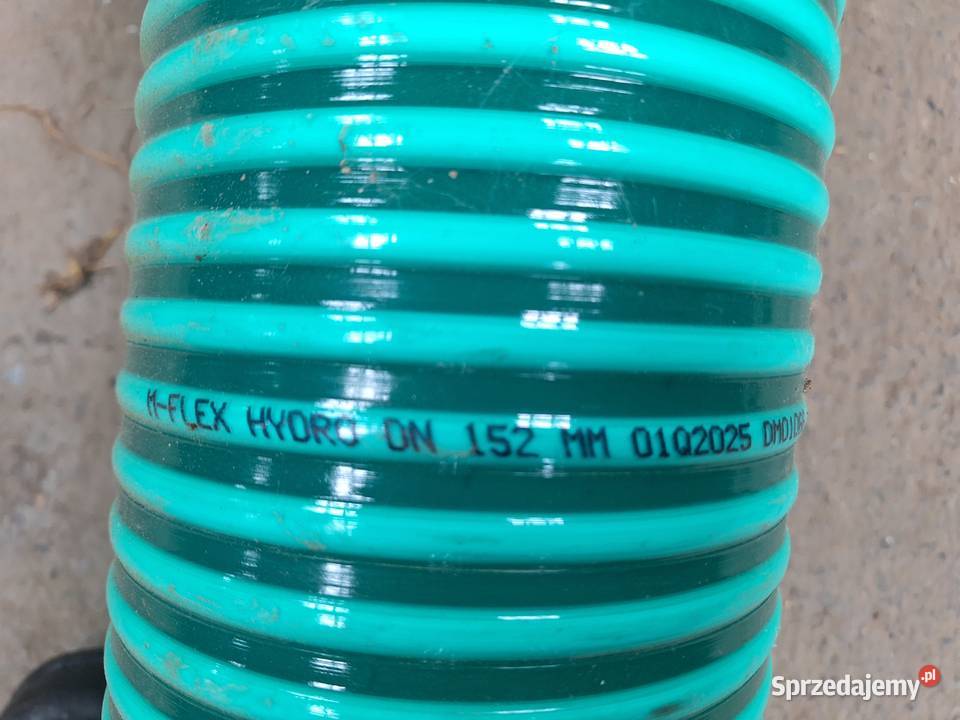 M-FLEX HYDRO DN 152 MM 01Q2025
Sprzedajemy.pl